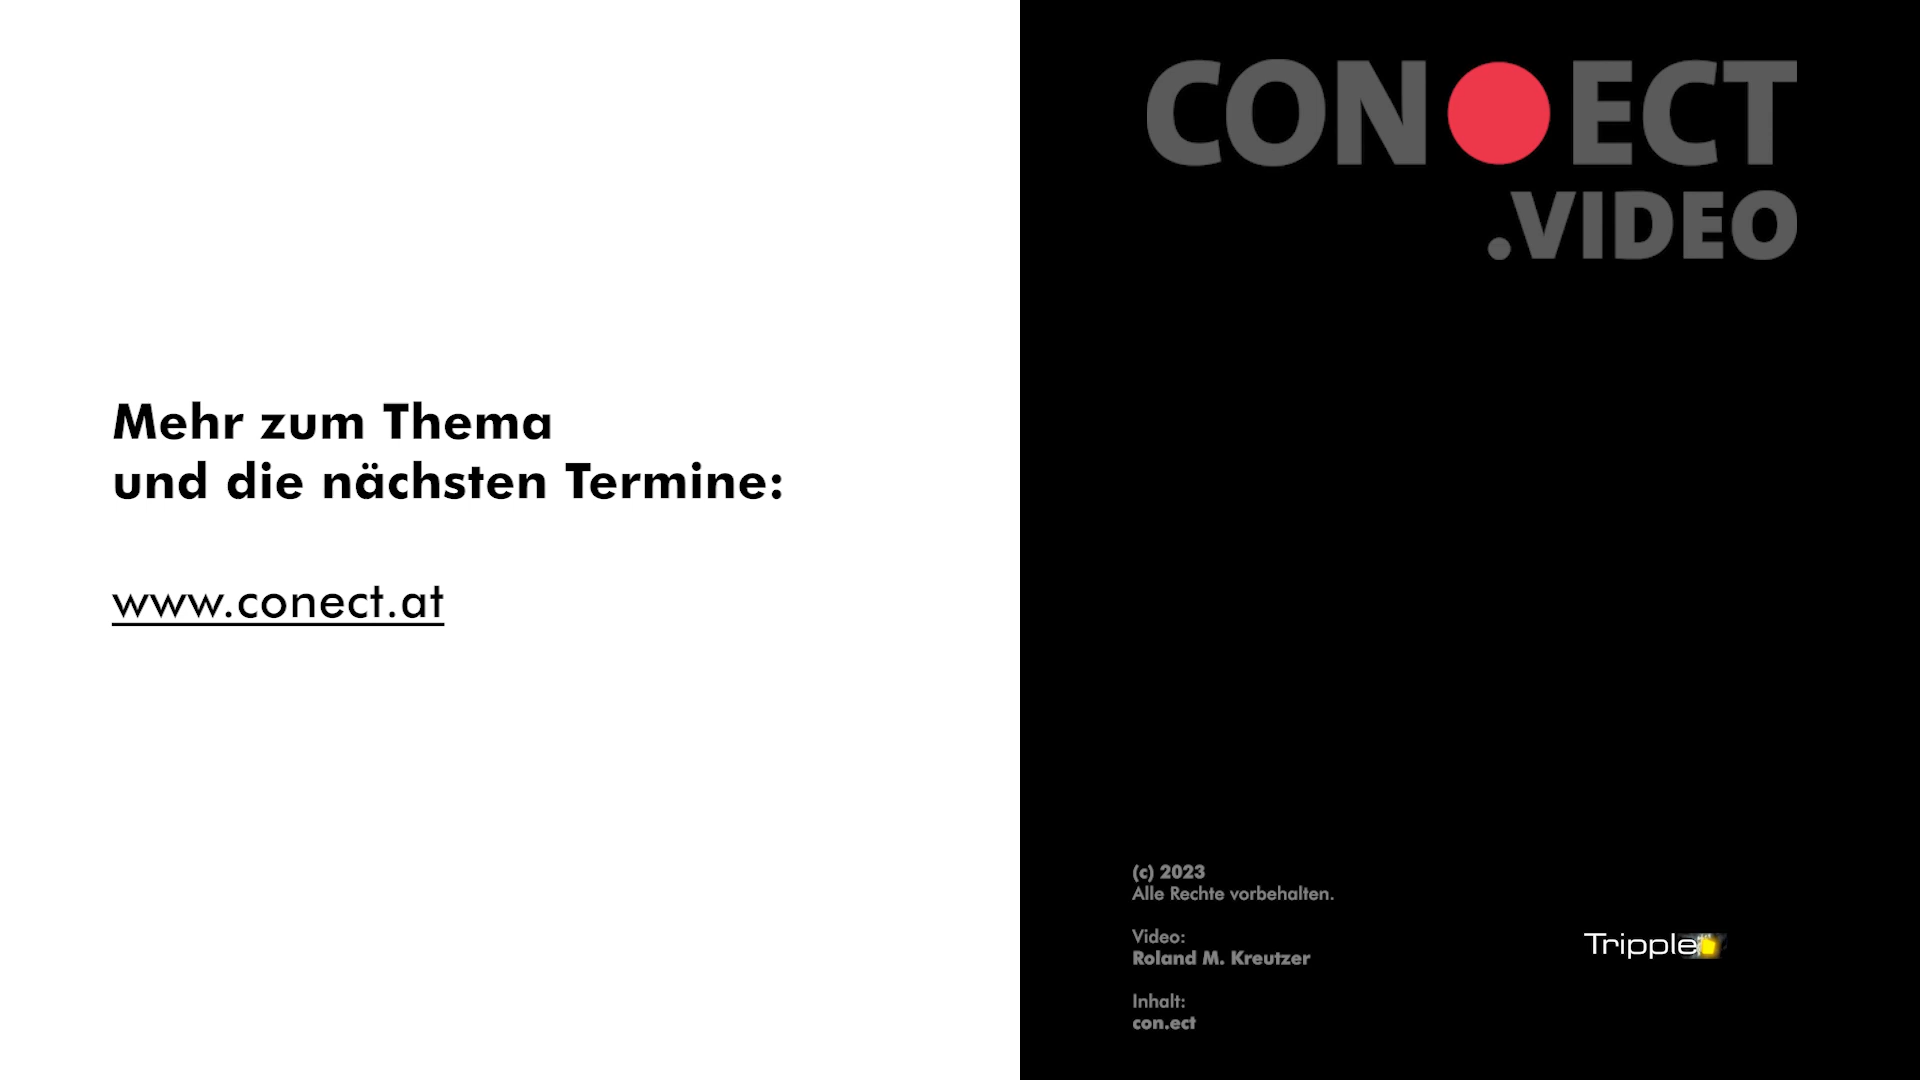 Mehr zum Thema
und die nächsten Termine:
www.conect.at
CON●ECT
.VIDEO
(c) 2023
Alle Rechte vorbehalten.
Video:
Roland M. Kreutzer
Inhalt:
con.ect
Tripple